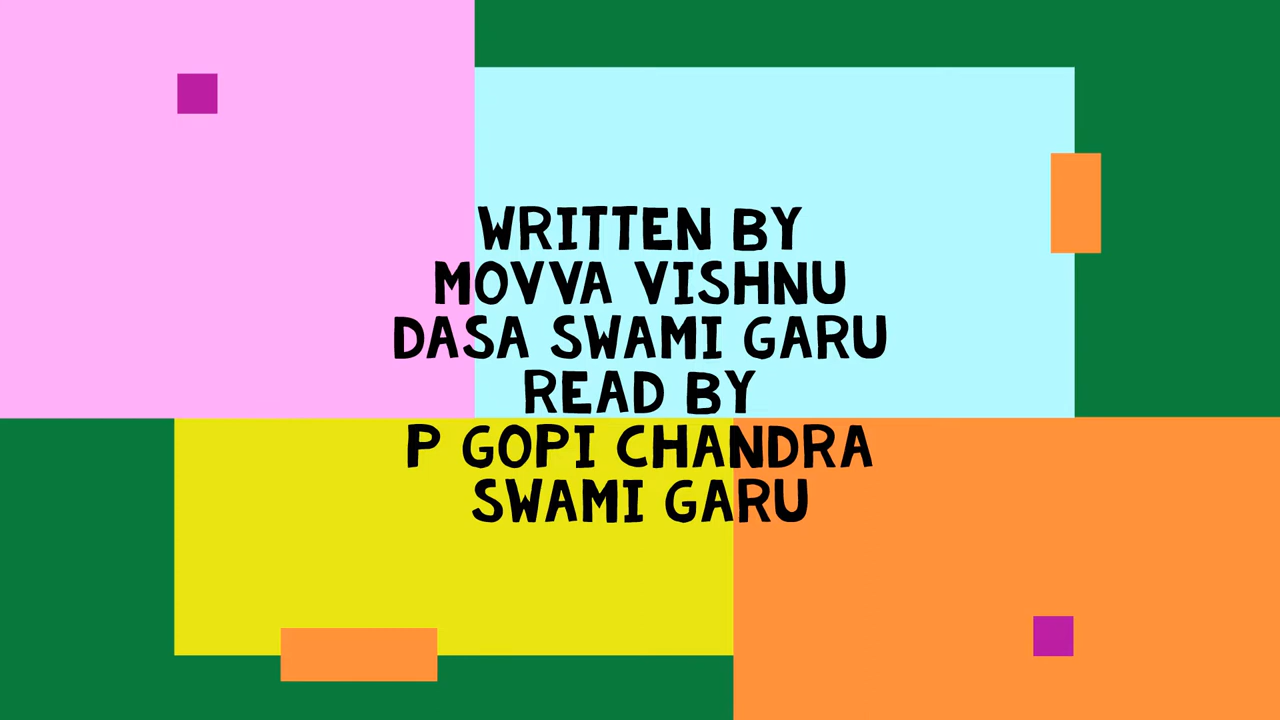 WRITTEN BY
MOVVA VISHNU
DASA SWAMI GARU
READ BY
P GOPI CHANDRA
SWAMI GARU